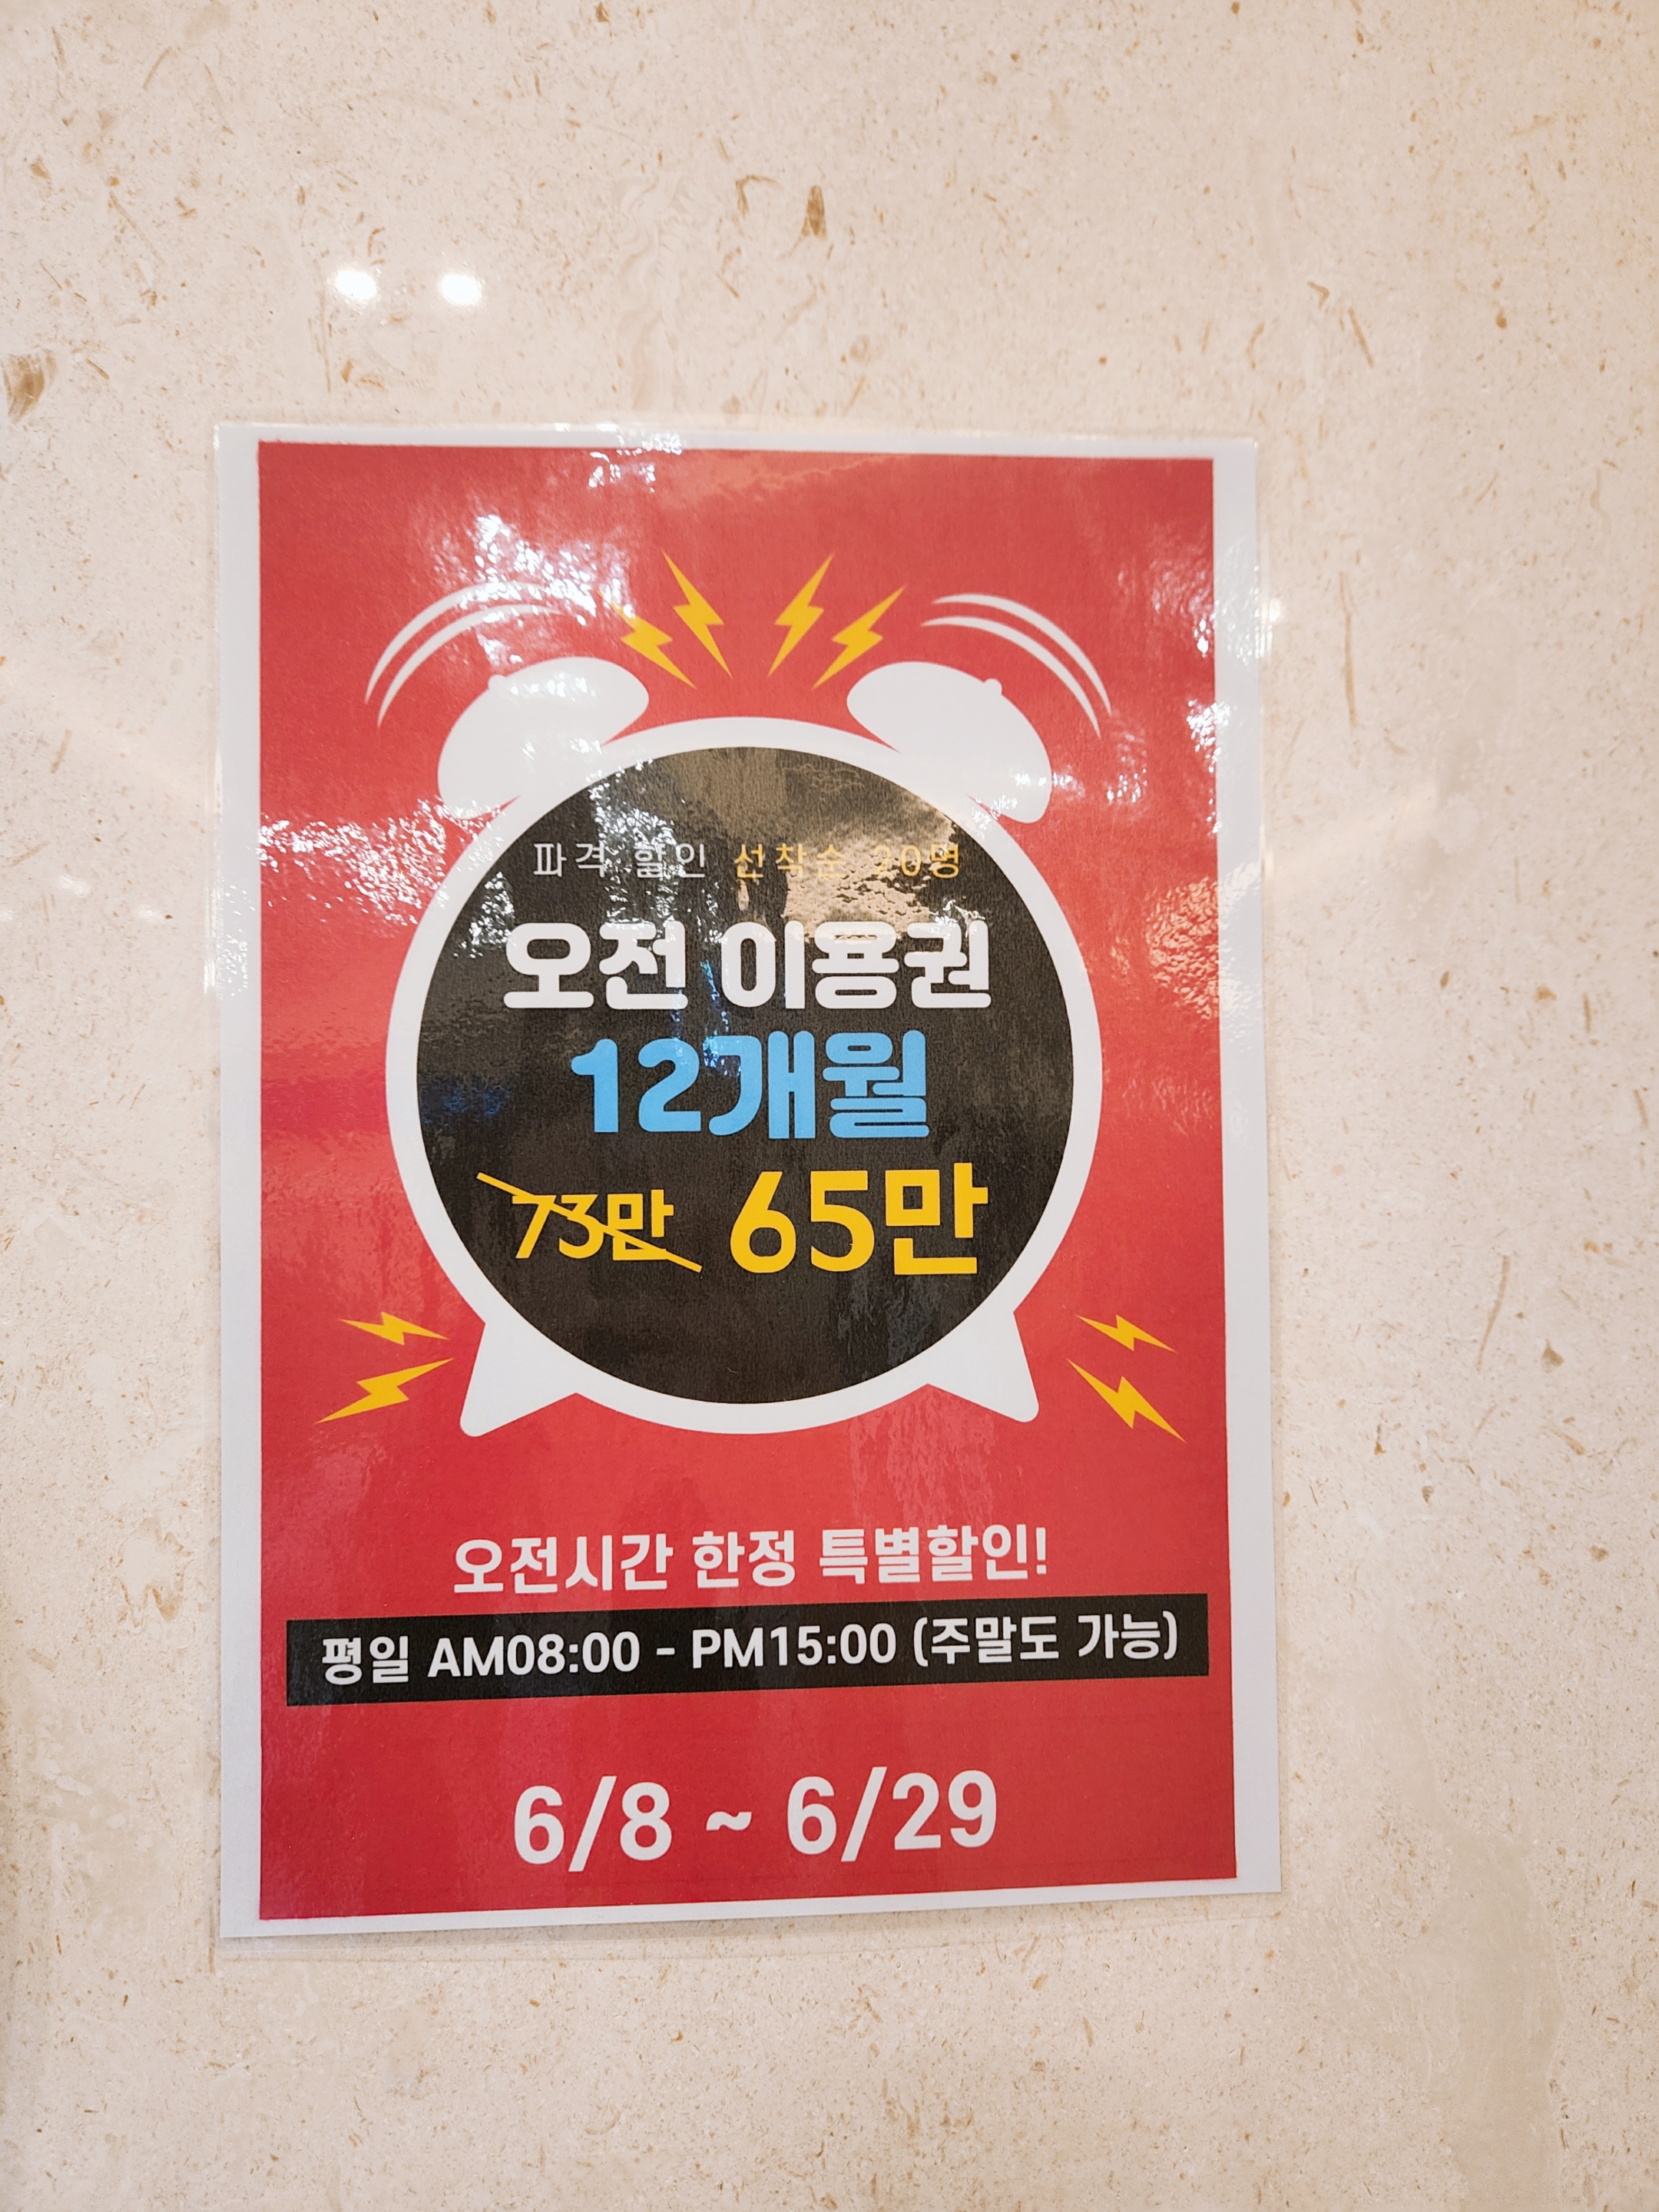 파격 할인 선착순 20명
오전 이용권
12개월
73만 65만
오전시간 한정 특별할인!
평일 AM08:00 - PM15:00 (주말도 가능)
6/8 ~ 6/29